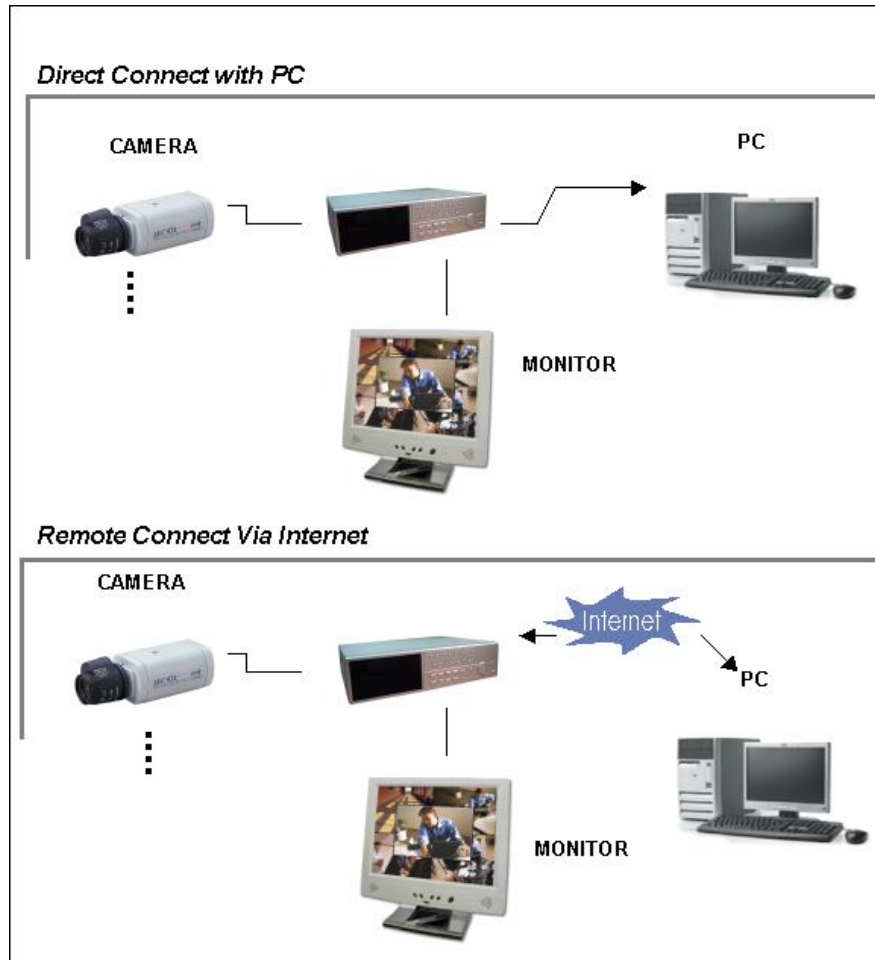 Direct Connect with PC
CAMERA
PC
MONITOR
Remote Connect Via Internet
CAMERA
Internet
PC
MONITOR